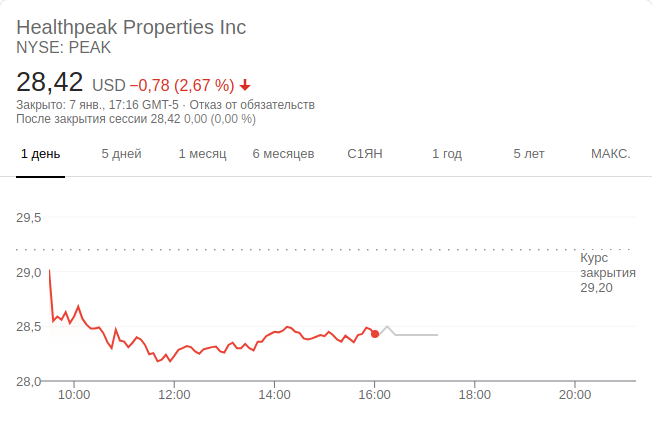 Healthpeak Properties Inc
NYSE: PEAK
28,42 USD −0,78 (2,67 %)
Закрыто: 7 янв., 17:16 GMT-5 · Отказ от обязательств
После закрытия сессии 28,42 0,00 (0,00 %)
1 день 5 дней 1 месяц 6 месяцев С1ЯН 1 год 5 лет МАКС.
29,5
Курс
закрытия
29,20
29,0
28,5
28,0
10:00 12:00 14:00 16:00 18:00 20:00